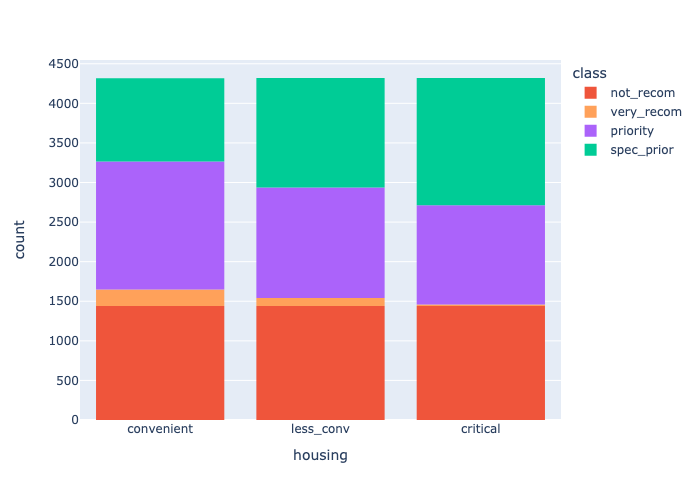 4500
4000
3500
3000
2500
2000
1500
1000
500
0
count
convenient
less_conv
critical
housing
class
not_recom
very_recom
priority
spec_prior